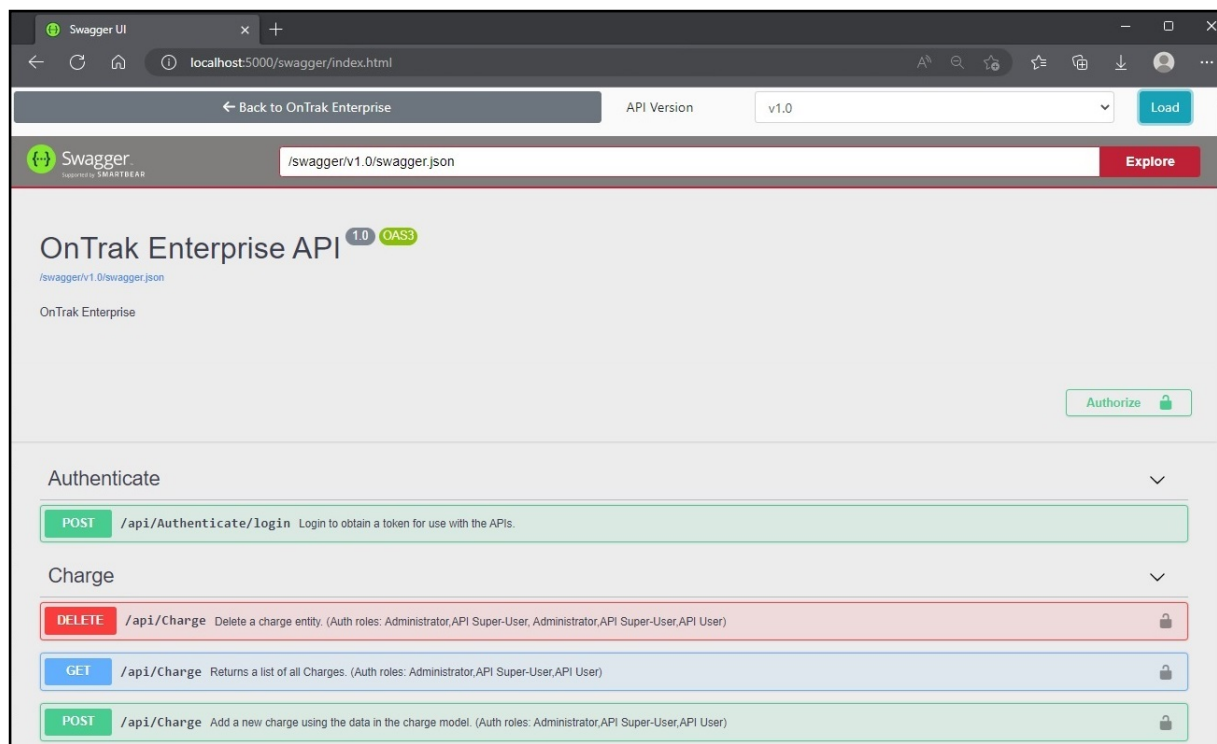 Swagger UI
localhost:5000/swagger/index.html
← Back to OnTrak Enterprise API Version v1.0 Load
{···} Swagger. /swagger/v1.0/swagger.json Explore
Supported by SMARTBEAR
OnTrak Enterprise API 1.0 OAS3
/swagger/v1.0/swagger.json
OnTrak Enterprise
Authorize
Authenticate
POST /api/Authenticate/login Login to obtain a token for use with the APIs.
Charge
DELETE /api/Charge Delete a charge entity. (Auth roles: Administrator,API Super-User, Administrator,API Super-User,API User)
GET /api/Charge Returns a list of all Charges. (Auth roles: Administrator,API Super-User,API User)
POST /api/Charge Add a new charge using the data in the charge model. (Auth roles: Administrator,API Super-User,API User)